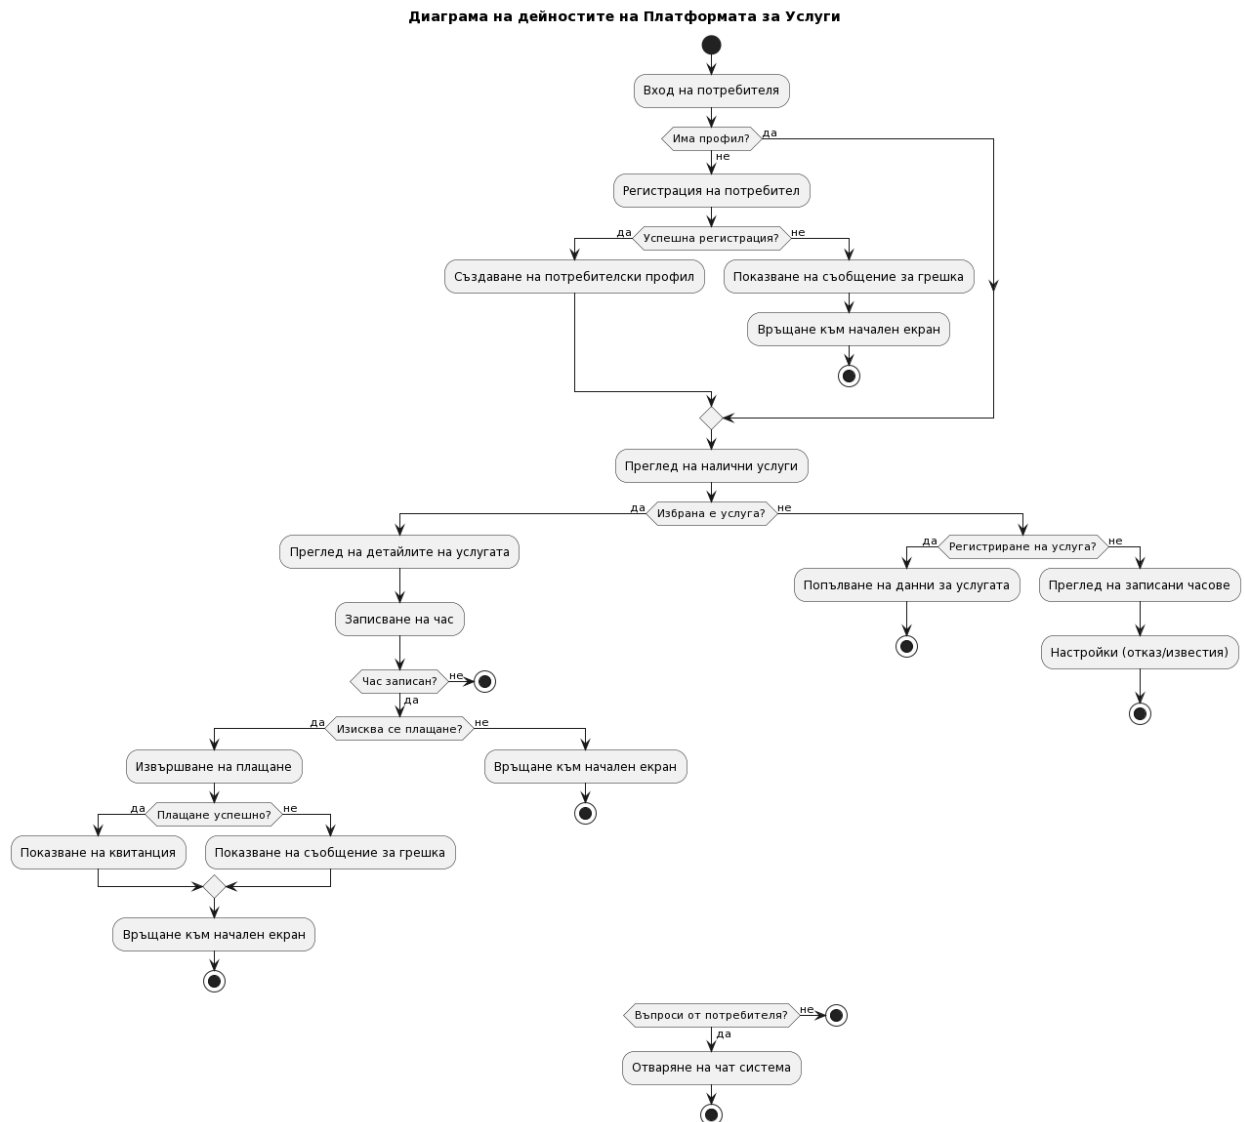 Диаграма на дейностите на Платформата за Услуги
Вход на потребителя
Има профил?
да
не
Регистрация на потребител
да
Успешна регистрация?
не
Създаване на потребителски профил
Показване на съобщение за грешка
Връщане към начален екран
Преглед на налични услуги
да
Избрана е услуга?
не
Преглед на детайлите на услугата
да
Регистриране на услуга?
не
Попълване на данни за услугата
Преглед на записани часове
Записване на час
Настройки (отказ/известия)
Час записан?
не
да
да
Изисква се плащане?
не
Извършване на плащане
Връщане към начален екран
да
Плащане успешно?
не
Показване на квитанция
Показване на съобщение за грешка
Връщане към начален екран
Въпроси от потребителя?
не
да
Отваряне на чат система